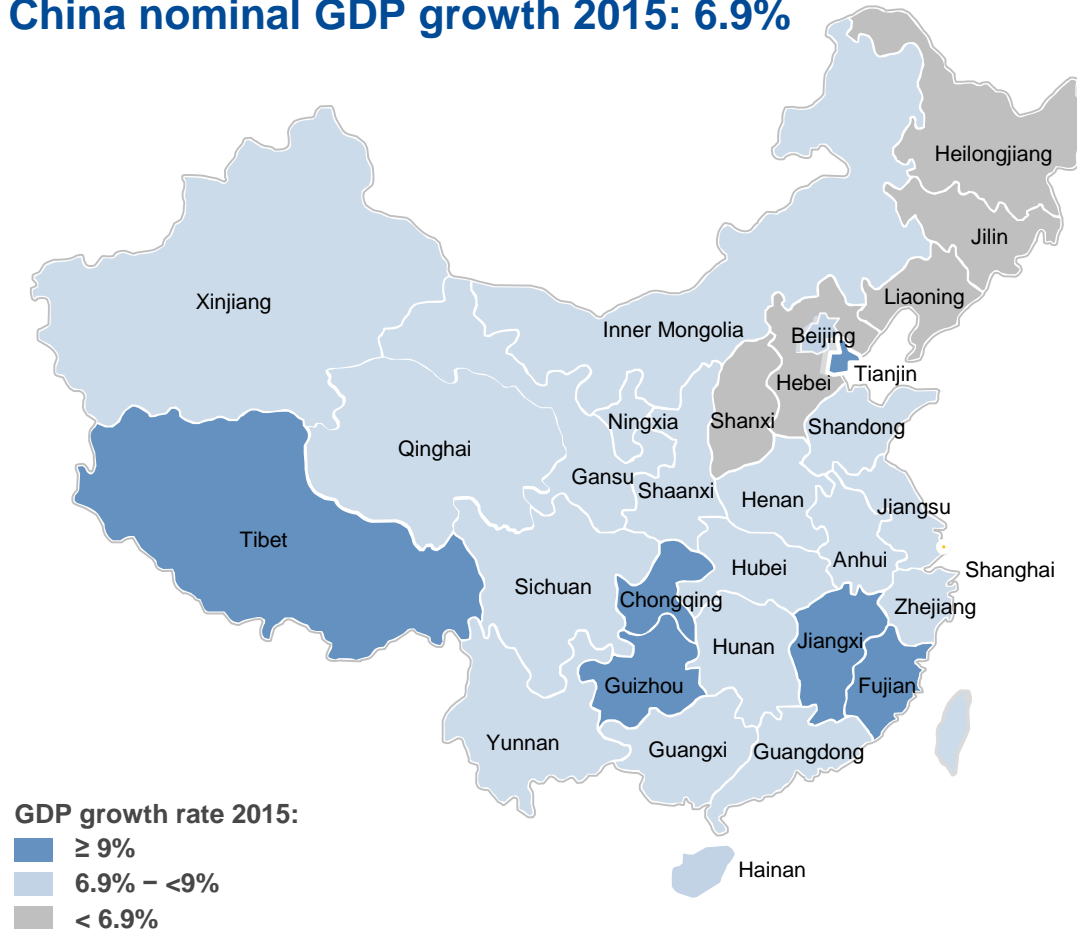 China nominal GDP growth 2015: 6.9%
Heilongjiang
Jilin
Liaoning
Xinjiang
Inner Mongolia
Beijing
Tianjin
Hebei
Ningxia
Shanxi
Shandong
Qinghai
Gansu
Shaanxi
Henan
Jiangsu
Tibet
Anhui
Hubei
Shanghai
Sichuan
Chongqing
Zhejiang
Hunan
Jiangxi
Guizhou
Fujian
Yunnan
Guangxi
Guangdong
Hainan
GDP growth rate 2015:
≥ 9%
6.9% − <9%
< 6.9%